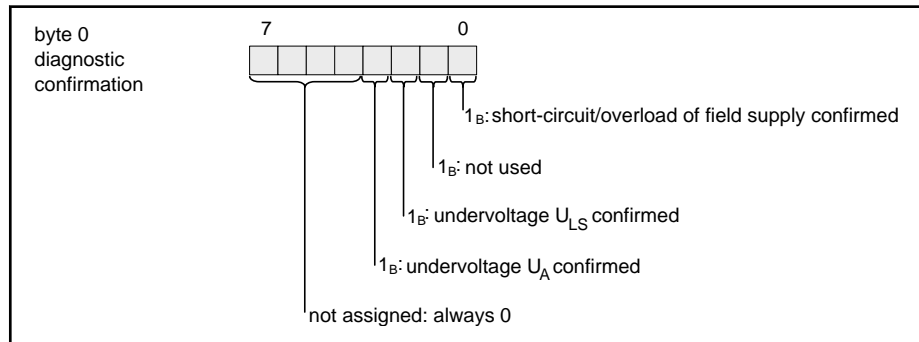 byte 0
diagnostic
confirmation
7 0
1B: short-circuit/overload of field supply confirmed
1B: not used
1B: undervoltage ULS confirmed
1B: undervoltage UA confirmed
not assigned: always 0